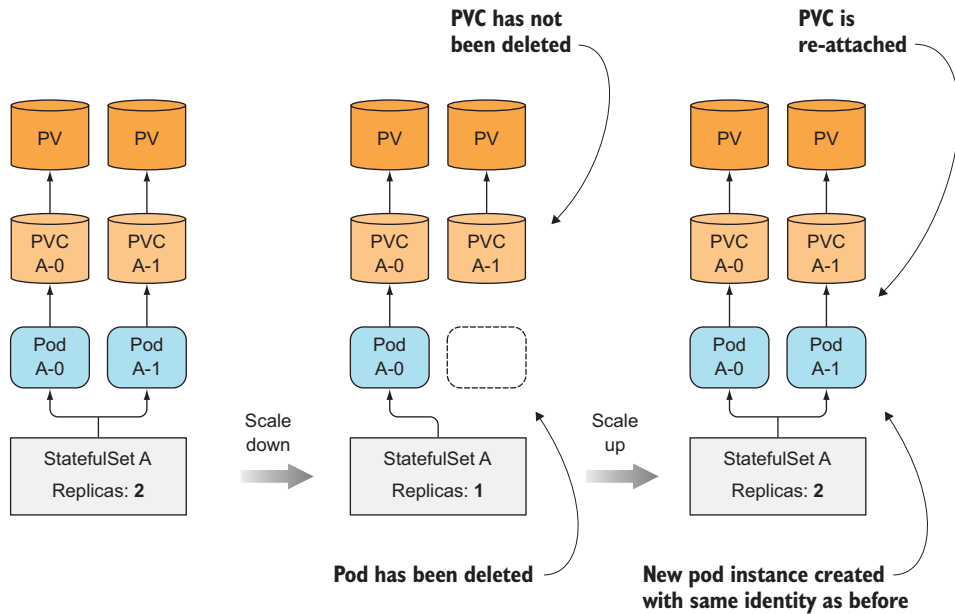 PVC has not
been deleted
PVC is
re-attached
PV
PV
PV
PV
PV
PV
PVC
A-0
PVC
A-1
PVC
A-0
PVC
A-1
PVC
A-0
PVC
A-1
Pod
A-0
Pod
A-1
Pod
A-0
Pod
A-0
Pod
A-1
StatefulSet A
Replicas: 2
Scale
down
StatefulSet A
Replicas: 1
Scale
up
StatefulSet A
Replicas: 2
Pod has been deleted
New pod instance created
with same identity as before